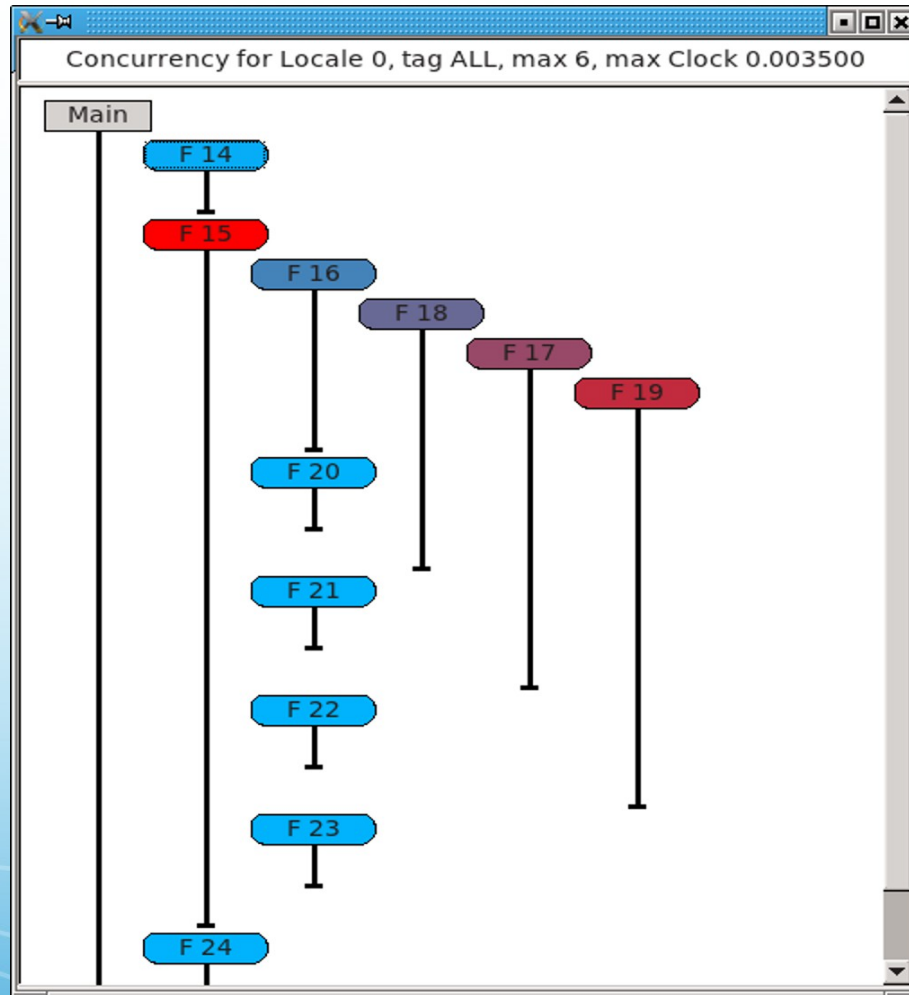 Concurrency for Locale 0, tag ALL, max 6, max Clock 0.003500
Main
F 14
F 15
F 16
F 18
F 17
F 19
F 20
F 21
F 22
F 23
F 24